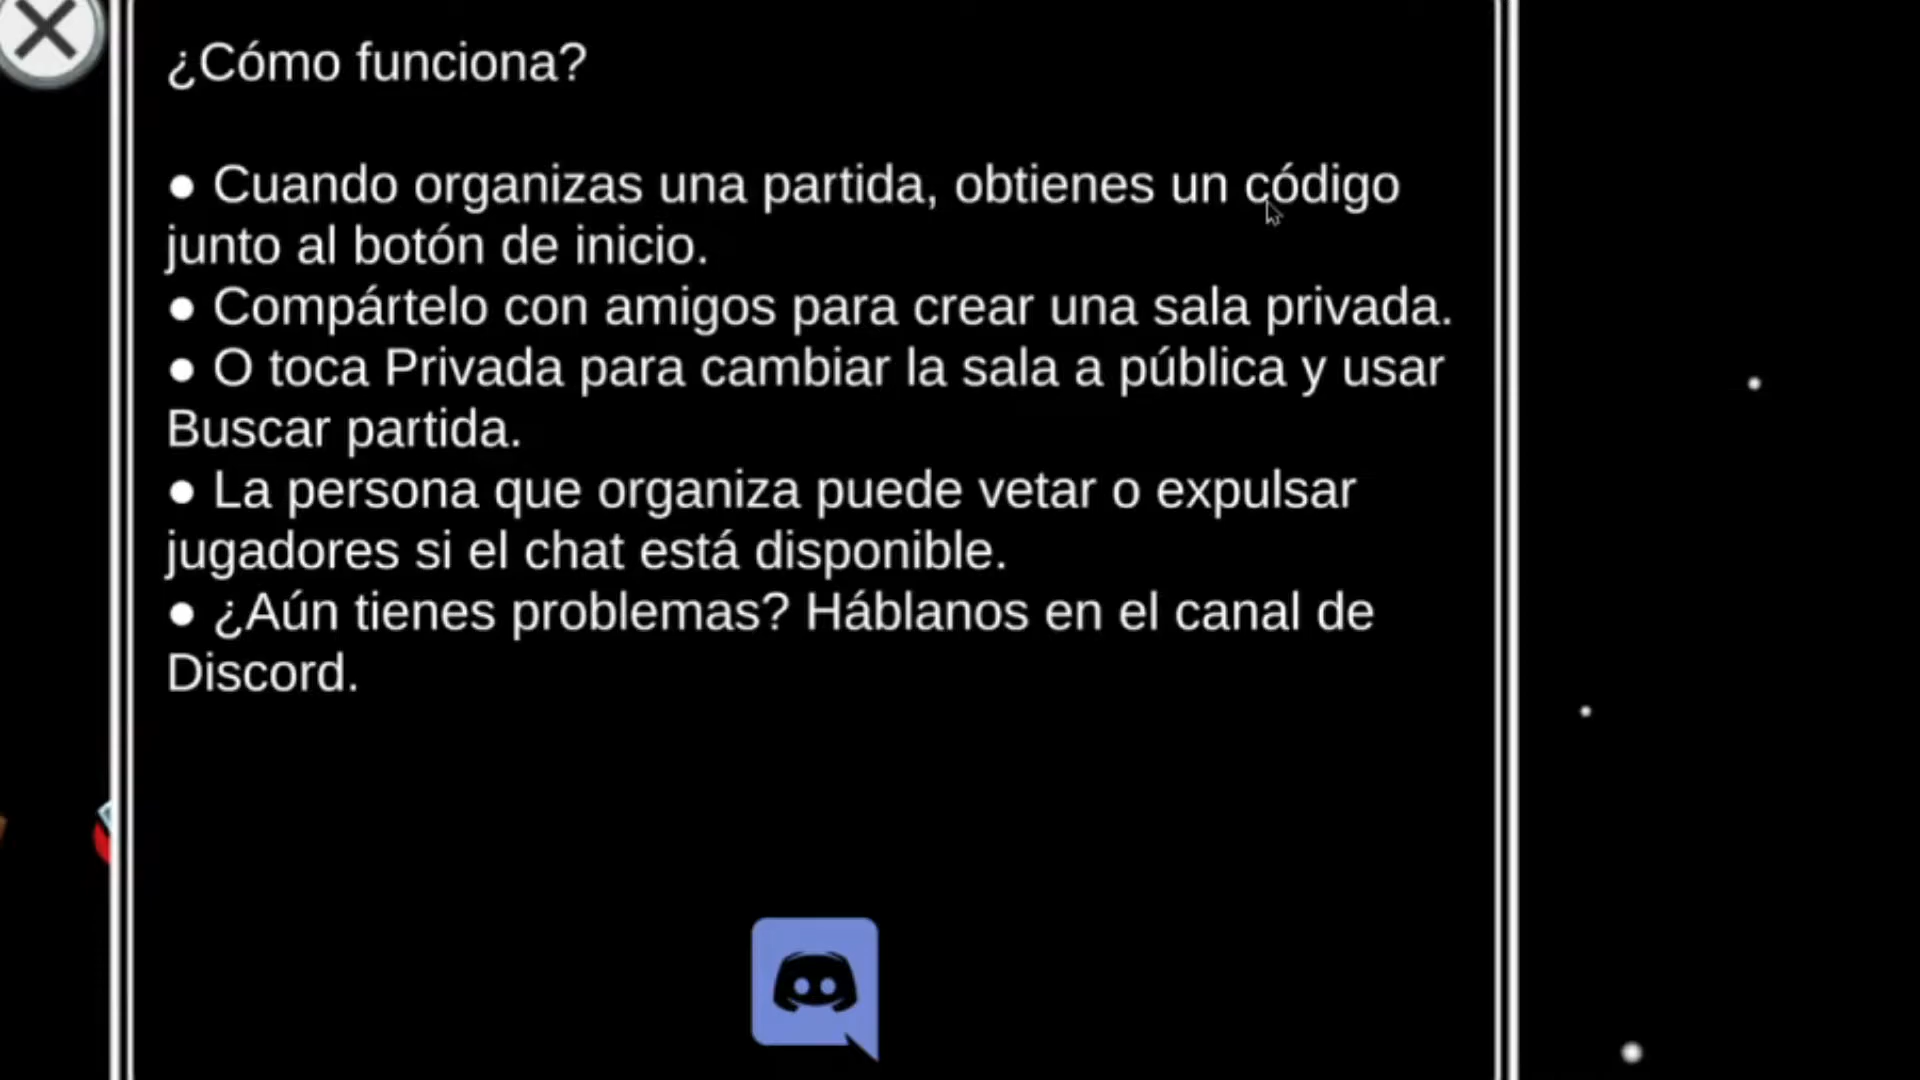 ¿Cómo funciona?
● Cuando organizas una partida, obtienes un código
junto al botón de inicio.
● Compártelo con amigos para crear una sala privada.
● O toca Privada para cambiar la sala a pública y usar
Buscar partida.
● La persona que organiza puede vetar o expulsar
jugadores si el chat está disponible.
● ¿Aún tienes problemas? Háblanos en el canal de
Discord.